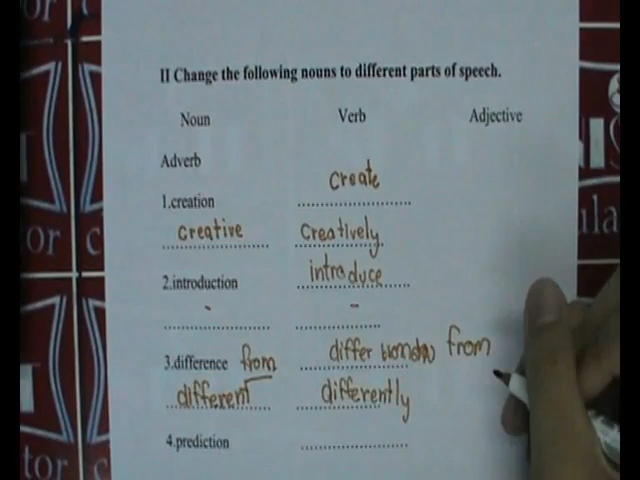 II Change the following nouns to different parts of speech.
Noun Verb Adjective
Adverb
create
1.creation ..............................
creative creatively
introduce
2.introduction ..............................
- -
3.difference from differ from
different differently
4.prediction ..............................